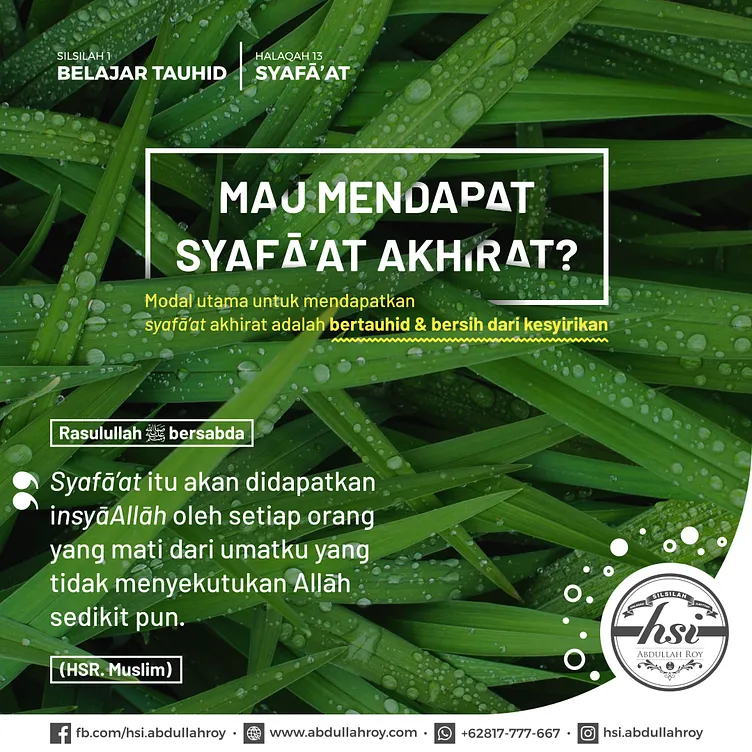 SILSILAH 1
BELAJAR TAUHID
HALAQAH 13
SYAFĀ’AT
MAU MENDAPAT
SYAFĀ’AT AKHIRAT?
Modal utama untuk mendapatkan
syafā’at akhirat adalah bertauhid & bersih dari kesyirikan
Rasulullah ﷺ bersabda
Syafā’at itu akan didapatkan
insyāAllāh oleh setiap orang
yang mati dari umatku yang
tidak menyekutukan Allāh
sedikit pun.
(HSR. Muslim)
SILSILAH
hsi
ABDULLAH ROY
fb.com/hsi.abdullahroy · www.abdullahroy.com · +62817-777-667 · hsi.abdullahroy